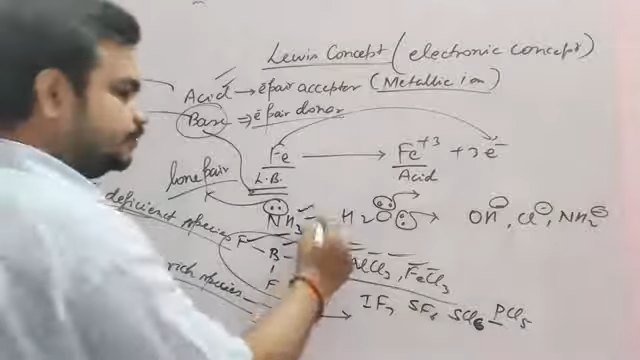 Lewis Concept (electronic concept)
Acid → e pair acceptor (Metallic ion)
Base ⇒ e pair donor
Fe → Fe+3 + 3e-
L.B. Acid
lone pair
NH3 H2O OH⊖, Cl⊖, NH2⊖
deficient species F - B
F
AlCl3, FeCl3
rich species → IF7 SF6 SCl6 PCl5